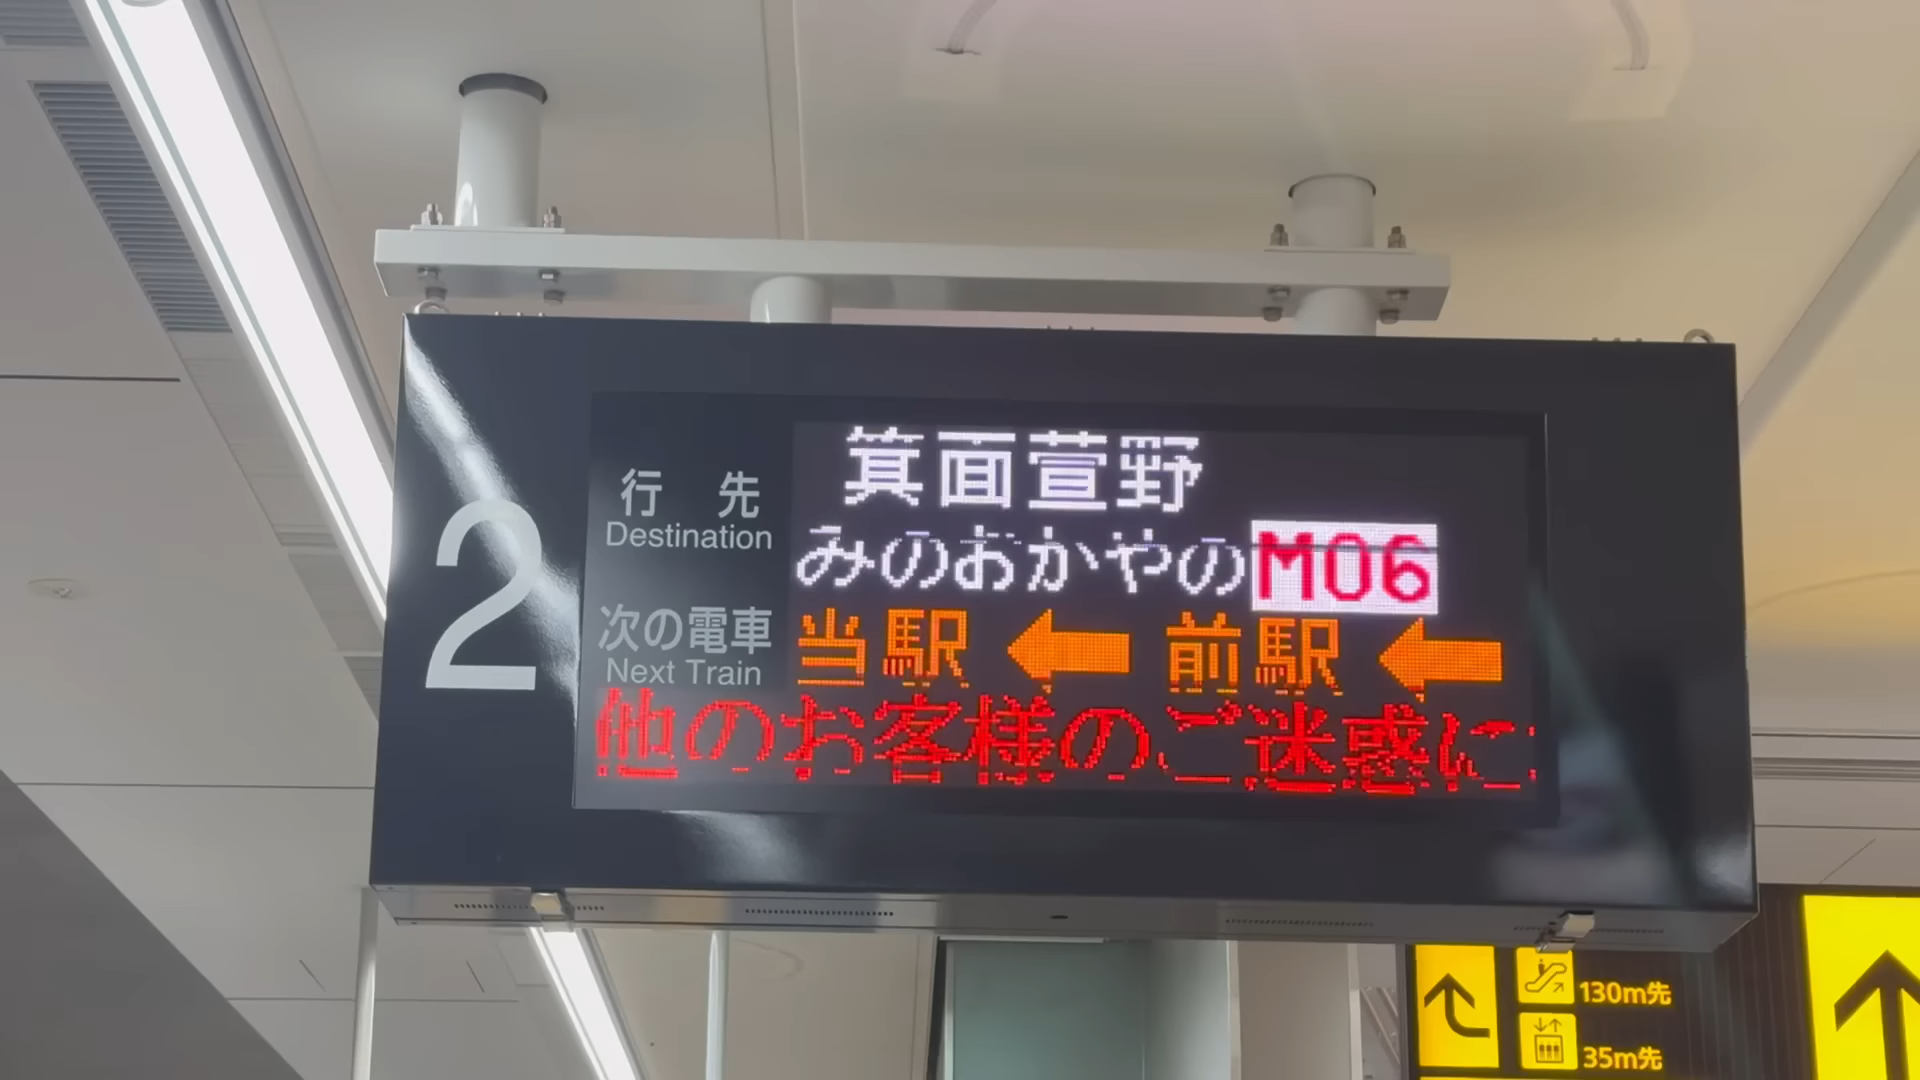 2
行 先
Destination
箕面萱野
みのおかやの M06
次の電車
Next Train
当駅 ← 前駅 ←
他のお客様のご迷惑に
130m先
35m先